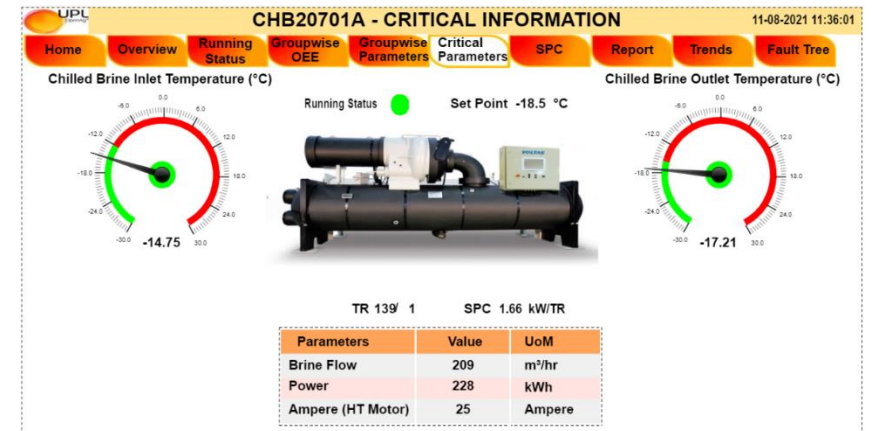 UPL
CHB20701A - CRITICAL INFORMATION
11-08-2021 11:36:01
Home
Overview
Running Status
Groupwise OEE
Groupwise Parameters
Critical Parameters
SPC
Report
Trends
Fault Tree
Chilled Brine Inlet Temperature (°C)
-30.0
-24.0
-18.0
-12.0
-6.0
0.0
6.0
12.0
18.0
24.0
30.0
-14.75
Running Status
Set Point -18.5 °C
VOLTAS
Chilled Brine Outlet Temperature (°C)
-30.0
-24.0
-18.0
-12.0
-6.0
0.0
6.0
12.0
18.0
24.0
30.0
-17.21
TR 139/ 1
SPC 1.66 kW/TR
Parameters Value UoM
Brine Flow 209 m³/hr
Power 228 kWh
Ampere (HT Motor) 25 Ampere